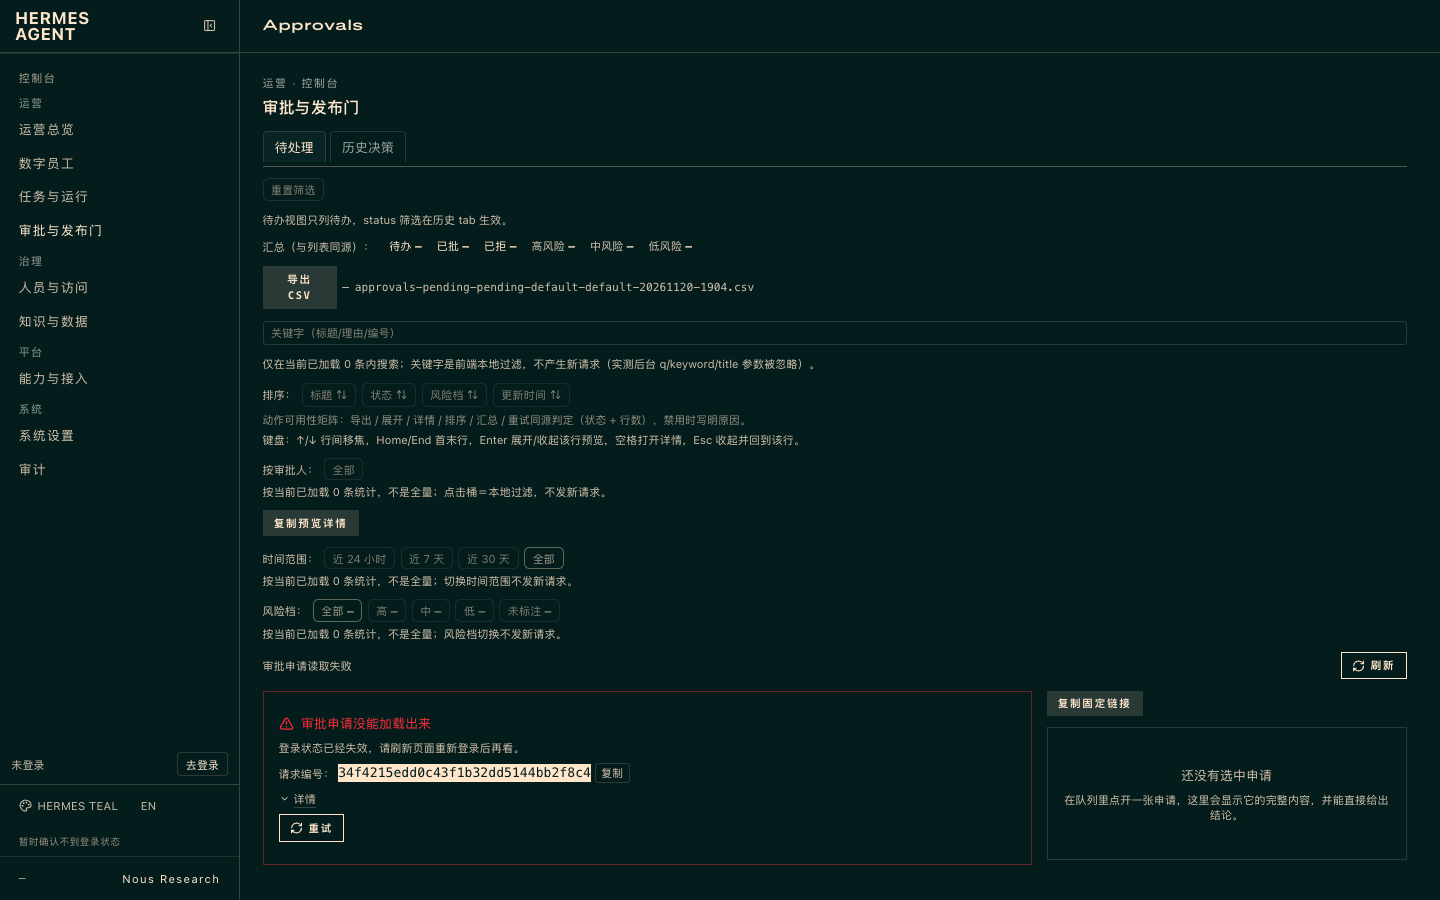 HERMES
AGENT
Approvals
控制台
运营
运营总览
数字员工
任务与运行
审批与发布门
治理
人员与访问
知识与数据
平台
能力与接入
系统
系统设置
审计
未登录
去登录
HERMES TEAL EN
暂时确认不到登录状态
— Nous Research
运营 · 控制台
审批与发布门
待处理 历史决策
重置筛选
待办视图只列待办，status 筛选在历史 tab 生效。
汇总（与列表同源）： 待办 — 已批 — 已拒 — 高风险 — 中风险 — 低风险 —
导出
CSV
— approvals-pending-pending-default-default-20261120-1904.csv
关键字（标题/理由/编号）
仅在当前已加载 0 条内搜索；关键字是前端本地过滤，不产生新请求（实测后台 q/keyword/title 参数被忽略）。
排序： 标题 ⇅ 状态 ⇅ 风险档 ⇅ 更新时间 ⇅
动作可用性矩阵：导出 / 展开 / 详情 / 排序 / 汇总 / 重试同源判定（状态 + 行数），禁用时写明原因。
键盘：↑/↓ 行间移焦，Home/End 首末行，Enter 展开/收起该行预览，空格打开详情，Esc 收起并回到该行。
按审批人： 全部
按当前已加载 0 条统计，不是全量；点击桶＝本地过滤，不发新请求。
复制预览详情
时间范围： 近 24 小时 近 7 天 近 30 天 全部
按当前已加载 0 条统计，不是全量；切换时间范围不发新请求。
风险档： 全部 — 高 — 中 — 低 — 未标注 —
按当前已加载 0 条统计，不是全量；风险档切换不发新请求。
审批申请读取失败
刷新
审批申请没能加载出来
登录状态已经失效，请刷新页面重新登录后再看。
请求编号： 34f4215edd0c43f1b32dd5144bb2f8c4 复制
详情
重试
复制固定链接
还没有选中申请
在队列里点开一张申请，这里会显示它的完整内容，并能直接给出
结论。